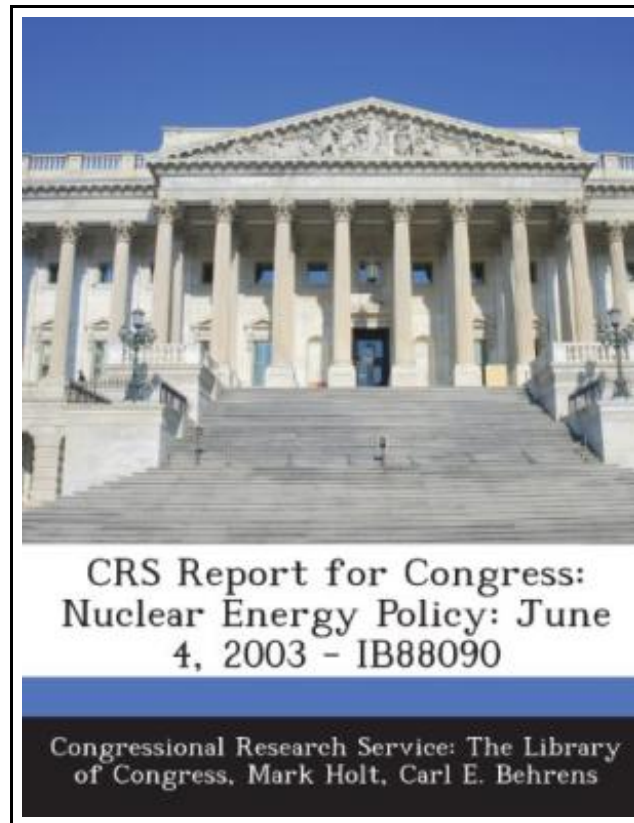 CRS Report for Congress:
Nuclear Energy Policy: June
4, 2003 - IB88090
Congressional Research Service: The Library
of Congress, Mark Holt, Carl E. Behrens